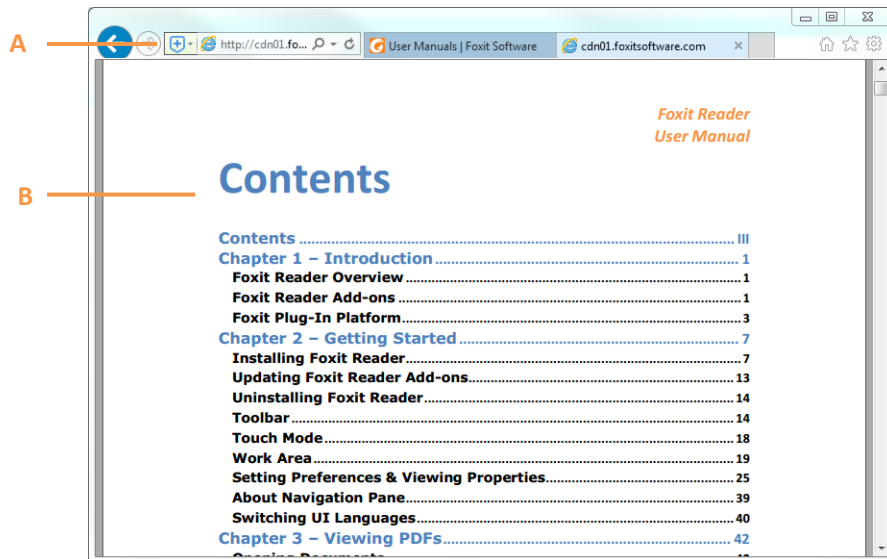 A
http://cdn01.fo...
User Manuals | Foxit Software
cdn01.foxitsoftware.com
Foxit Reader
User Manual
B
Contents
Contents ........ III
Chapter 1 – Introduction ........ 1
Foxit Reader Overview ........ 1
Foxit Reader Add-ons ........ 1
Foxit Plug-In Platform ........ 3
Chapter 2 – Getting Started ........ 7
Installing Foxit Reader ........ 7
Updating Foxit Reader Add-ons ........ 13
Uninstalling Foxit Reader ........ 14
Toolbar ........ 14
Touch Mode ........ 18
Work Area ........ 19
Setting Preferences & Viewing Properties ........ 25
About Navigation Pane ........ 39
Switching UI Languages ........ 40
Chapter 3 – Viewing PDFs ........ 42